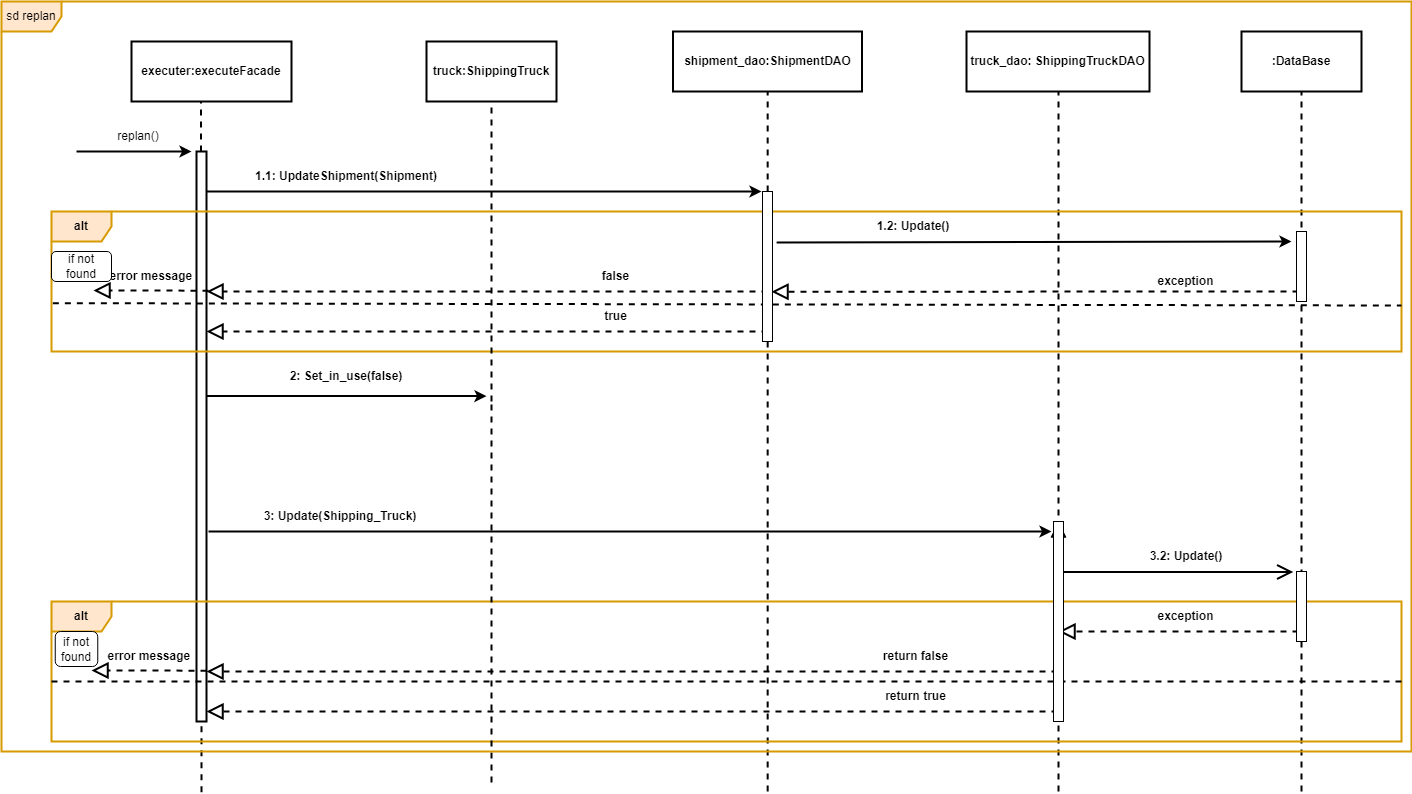 sd replan
executer:executeFacade
truck:ShippingTruck
shipment_dao:ShipmentDAO
truck_dao: ShippingTruckDAO
:DataBase
replan()
1.1: UpdateShipment(Shipment)
alt
1.2: Update()
if not
found
error message
false
exception
true
2: Set_in_use(false)
3: Update(Shipping_Truck)
3.2: Update()
alt
exception
if not
found
error message
return false
return true